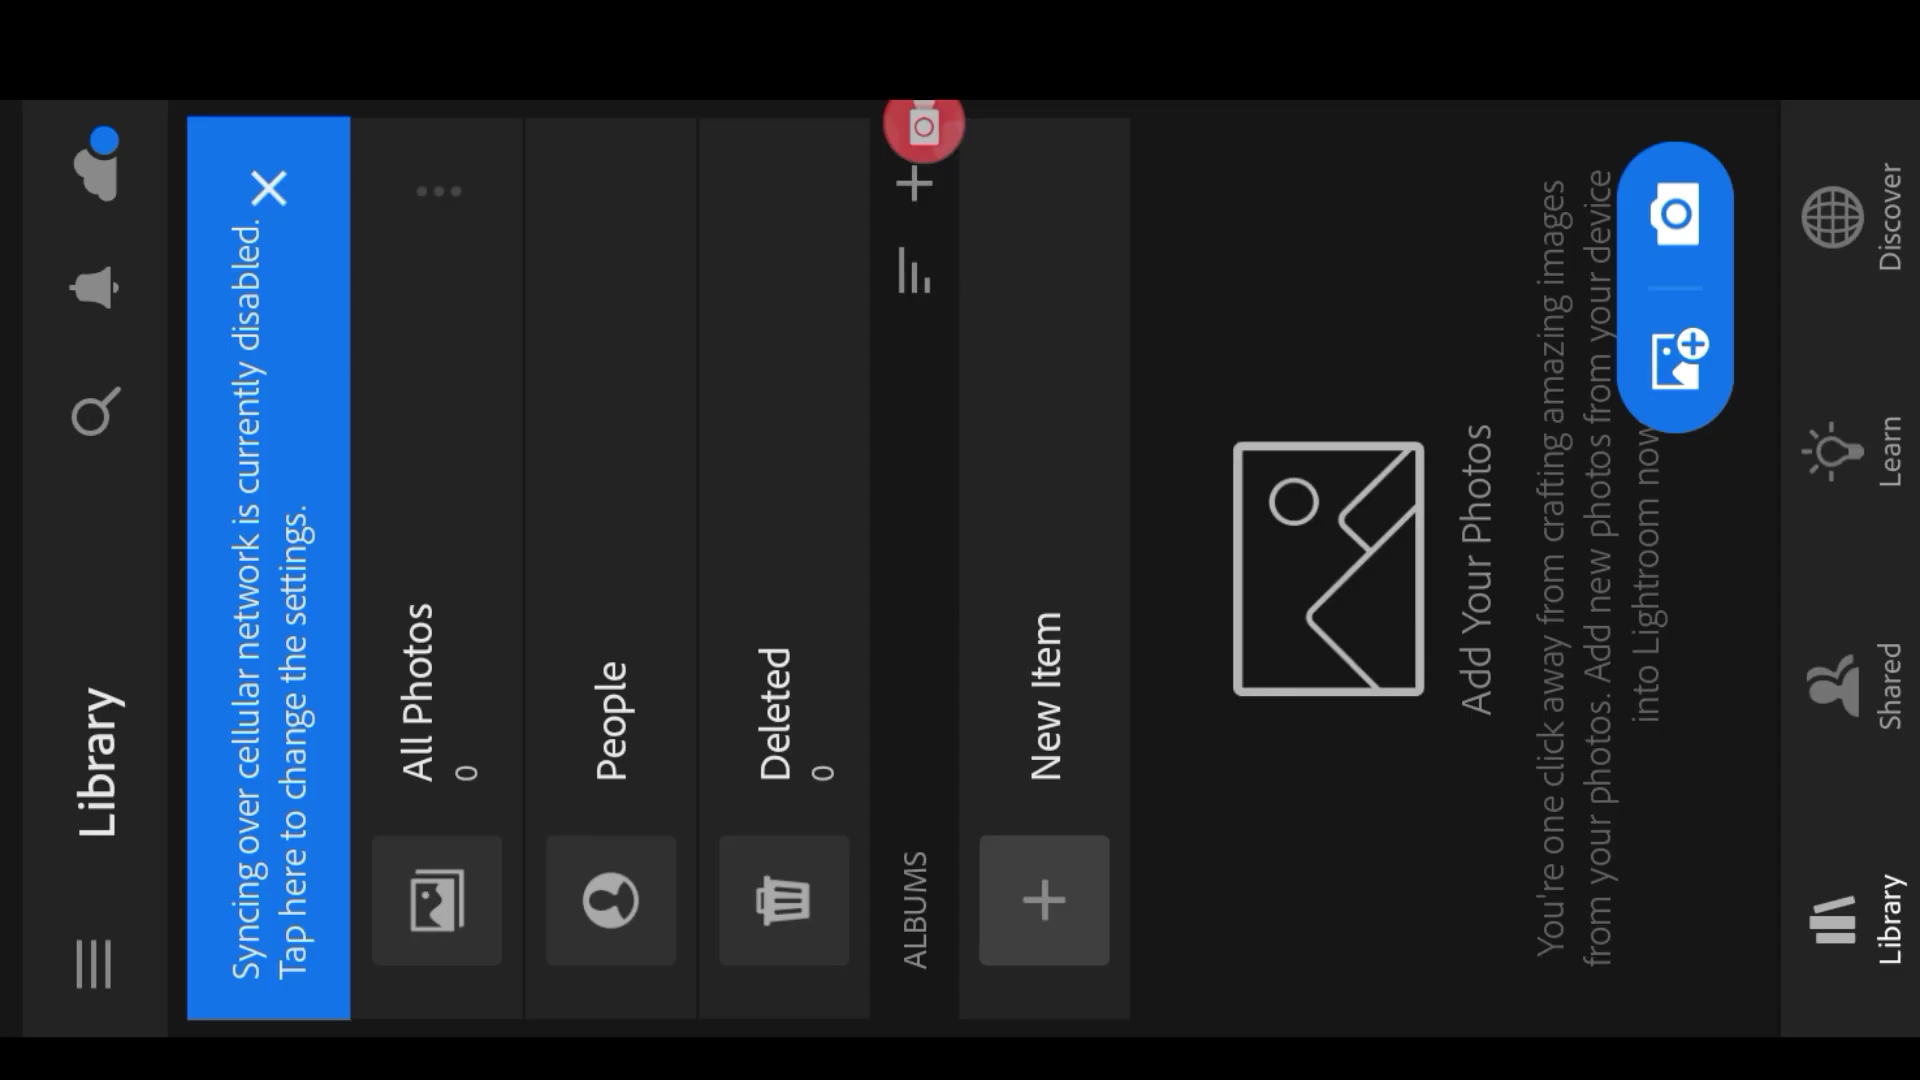 Library
Syncing over cellular network is currently disabled.
Tap here to change the settings.
All Photos
0
People
Deleted
0
ALBUMS
New Item
Add Your Photos
You're one click away from crafting amazing images
from your photos. Add new photos from your device
into Lightroom now
Library
Shared
Learn
Discover